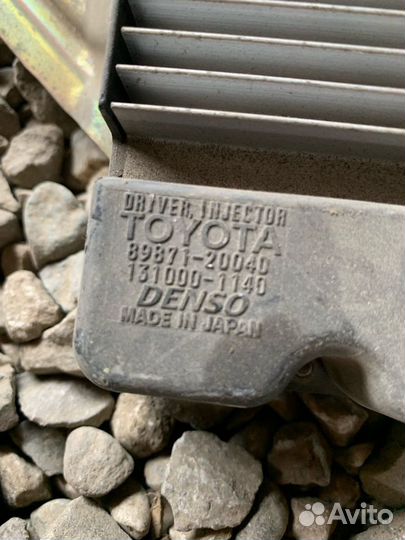 DRIVER, INJECTOR
TOYOTA
89871-20040
131000-1140
DENSO
MADE IN JAPAN
Avito